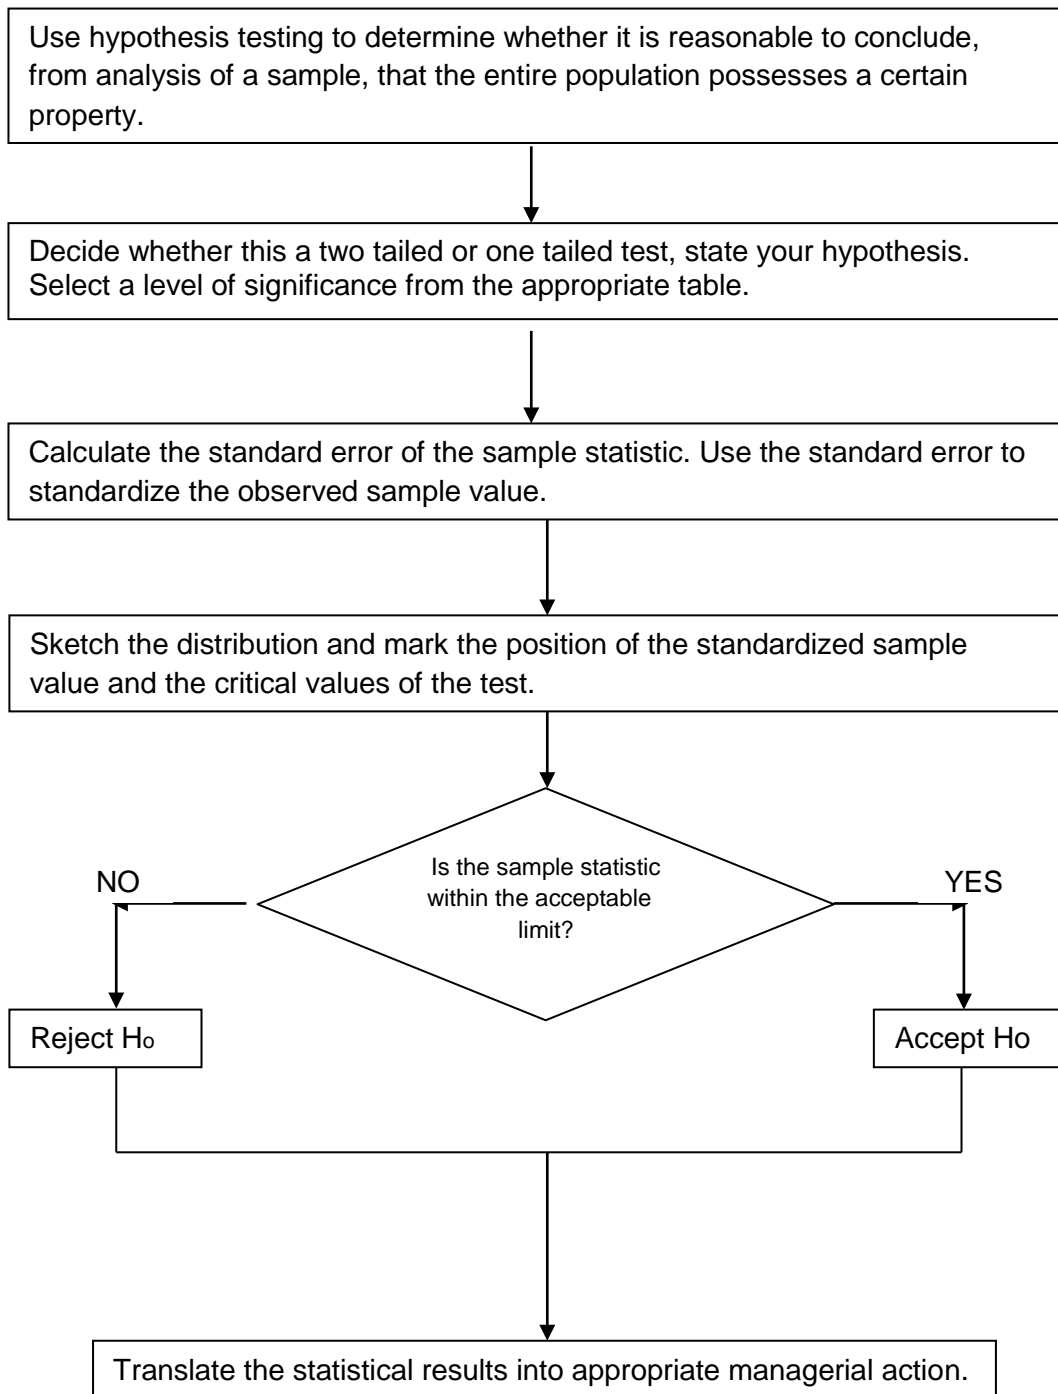 Use hypothesis testing to determine whether it is reasonable to conclude,
from analysis of a sample, that the entire population possesses a certain
property.
Decide whether this a two tailed or one tailed test, state your hypothesis.
Select a level of significance from the appropriate table.
Calculate the standard error of the sample statistic. Use the standard error to
standardize the observed sample value.
Sketch the distribution and mark the position of the standardized sample
value and the critical values of the test.
Is the sample statistic
within the acceptable
limit?
NO
YES
Reject Ho
Accept Ho
Translate the statistical results into appropriate managerial action.